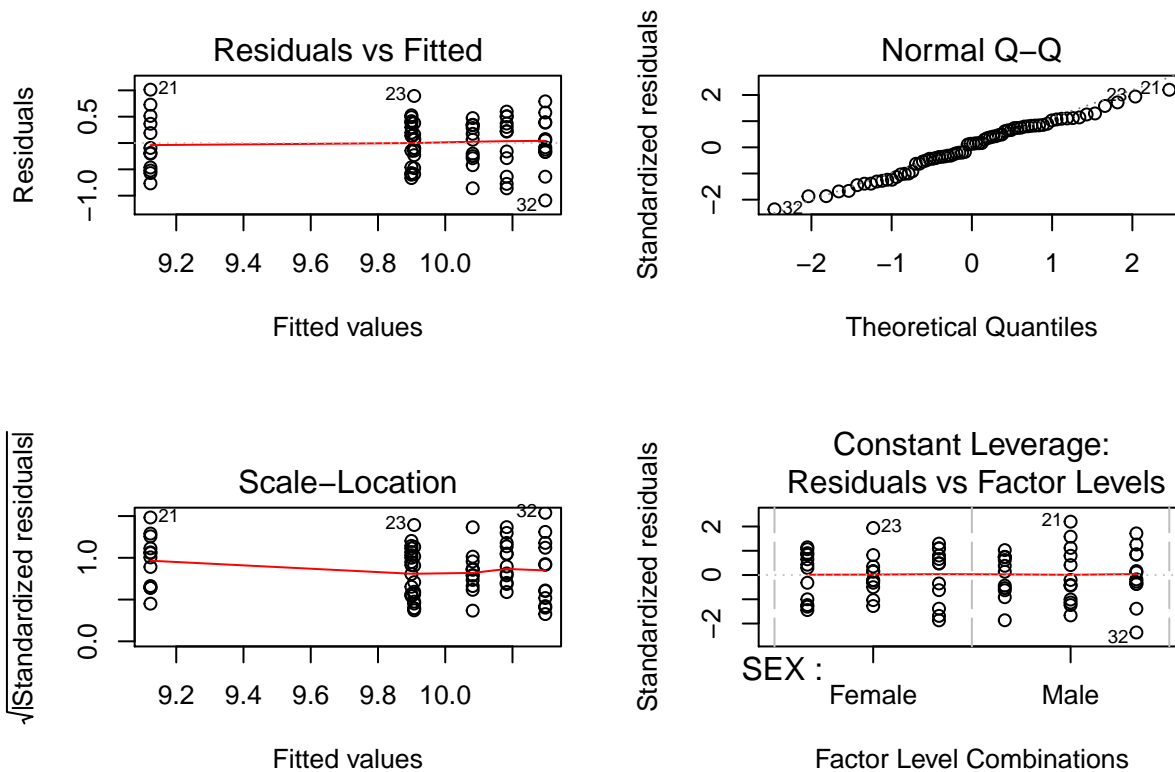 Residuals vs Fitted
Residuals
0.5
−1.0
21
23
32
9.2 9.4 9.6 9.8 10.0
Fitted values
Normal Q−Q
Standardized residuals
2
0
−2
23 21
32
−2 −1 0 1 2
Theoretical Quantiles
Scale−Location
√|Standardized residuals|
1.0
0.0
21
23
32
9.2 9.4 9.6 9.8 10.0
Fitted values
Constant Leverage:
Residuals vs Factor Levels
Standardized residuals
2
0
−2
23
21
32
SEX :
Female Male
Factor Level Combinations